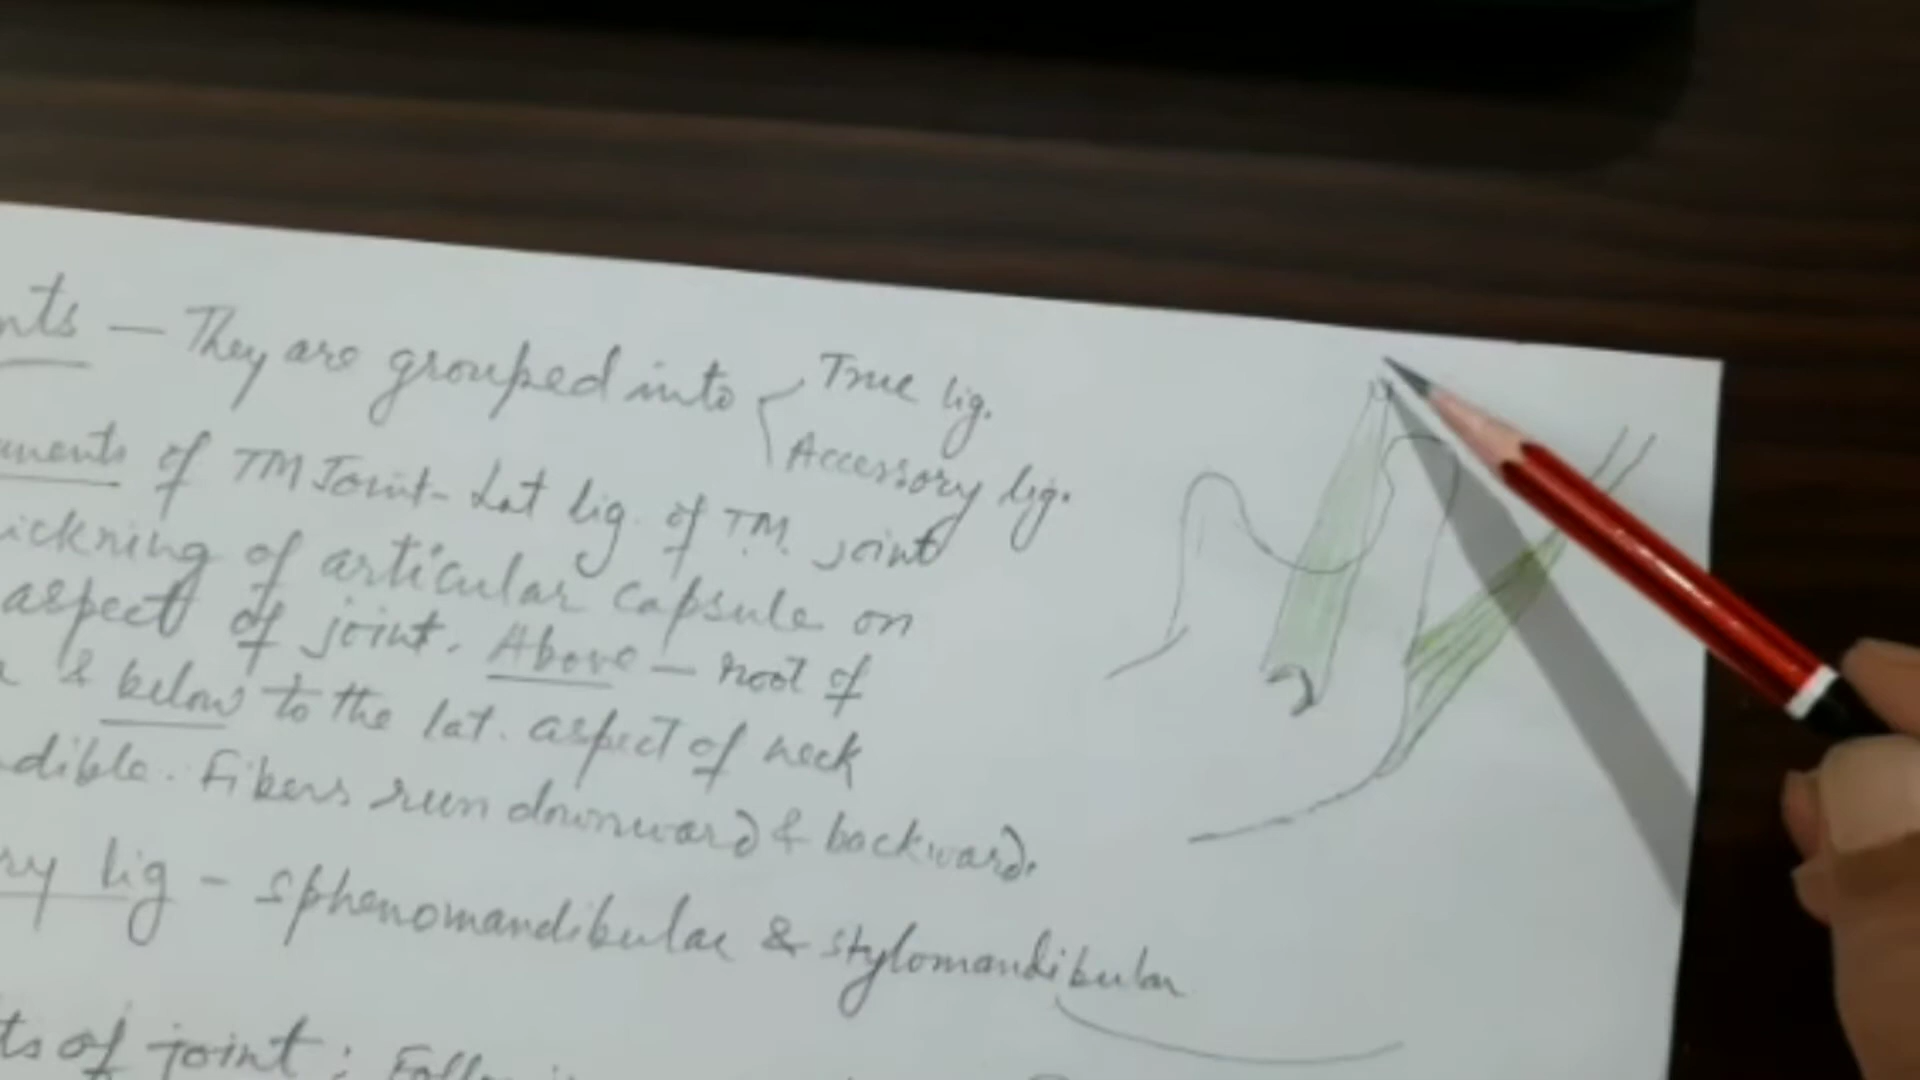 nts — They are grouped into True lig.
Accessory lig.
uments of TM Joint - Lat lig. of T.M. joint
ickning of articular capsule on
aspect of joint. Above — root of
& below to the lat. aspect of neck
dible. Fibers run downward & backward.
ry lig - sphenomandibular & stylomandibular
ts of joint :